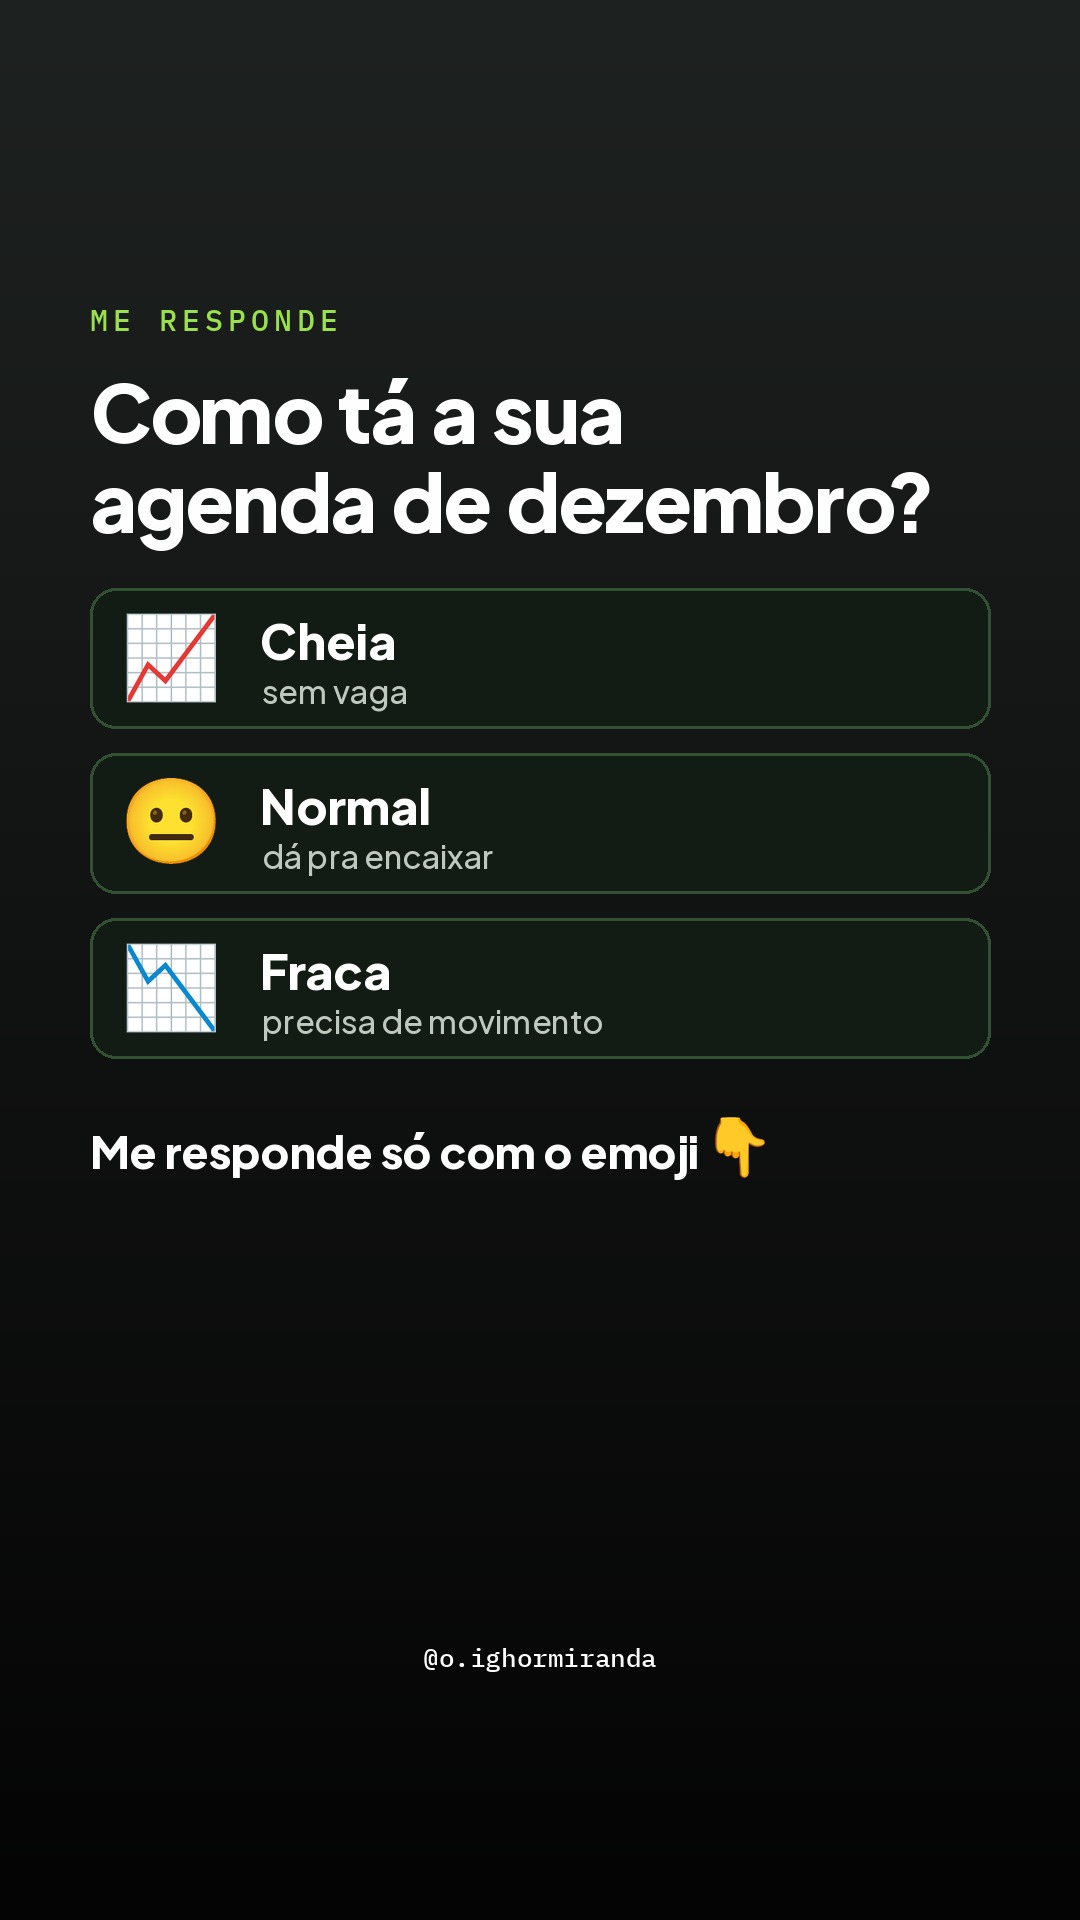 ME RESPONDE
Como tá a sua
agenda de dezembro?
Cheia
sem vaga
Normal
dá pra encaixar
Fraca
precisa de movimento
Me responde só com o emoji 👇
@o.ighormiranda